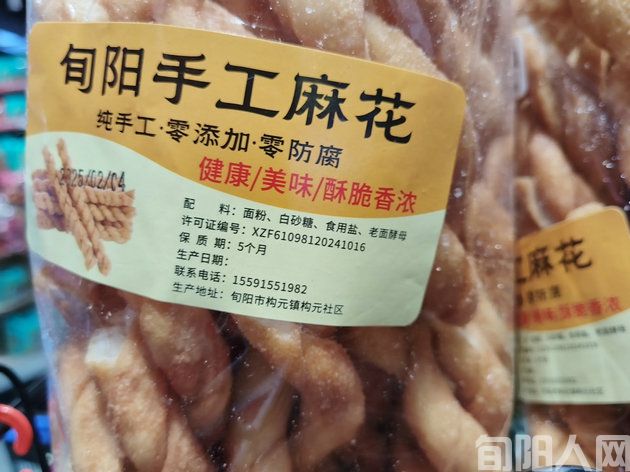 旬阳手工麻花
纯手工·零添加·零防腐
健康/美味/酥脆香浓
2025/02/04
配 料：面粉、白砂糖、食用盐、老面酵母
许可证编号：XZF61098120241016
保 质 期：5个月
生产日期：
联系电话：15591551982
生产地址：旬阳市构元镇构元社区
工麻花
旬阳人网